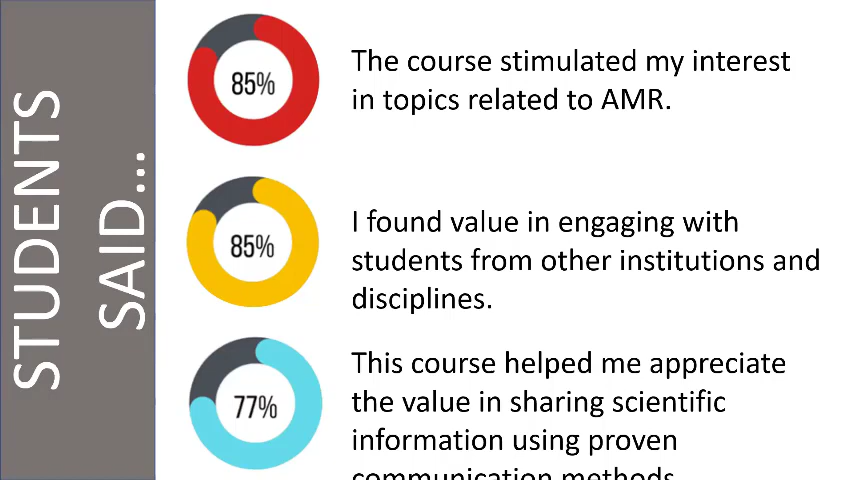 STUDENTS
SAID...
85%
The course stimulated my interest
in topics related to AMR.
85%
I found value in engaging with
students from other institutions and
disciplines.
77%
This course helped me appreciate
the value in sharing scientific
information using proven
communication methods.